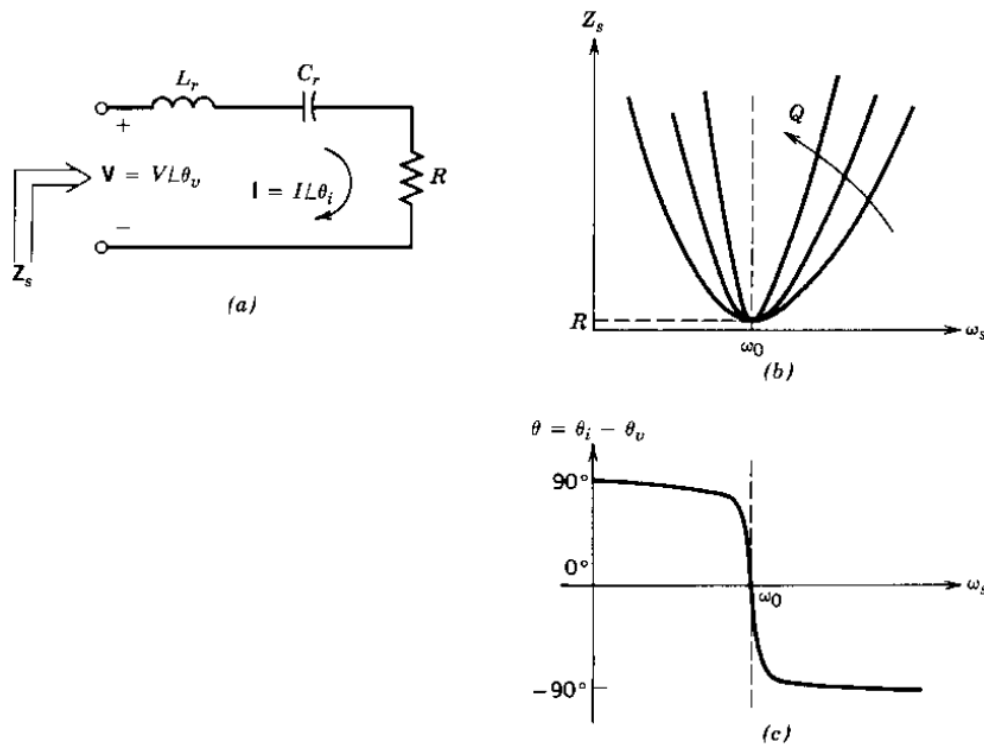 L_r
C_r
+
V = V∠θ_v
I = I∠θ_i
R
−
Z_s
(a)
Z_s
Q
R
ω_0
ω_s
(b)
θ = θ_i − θ_v
90°
0°
ω_0
ω_s
−90°
(c)